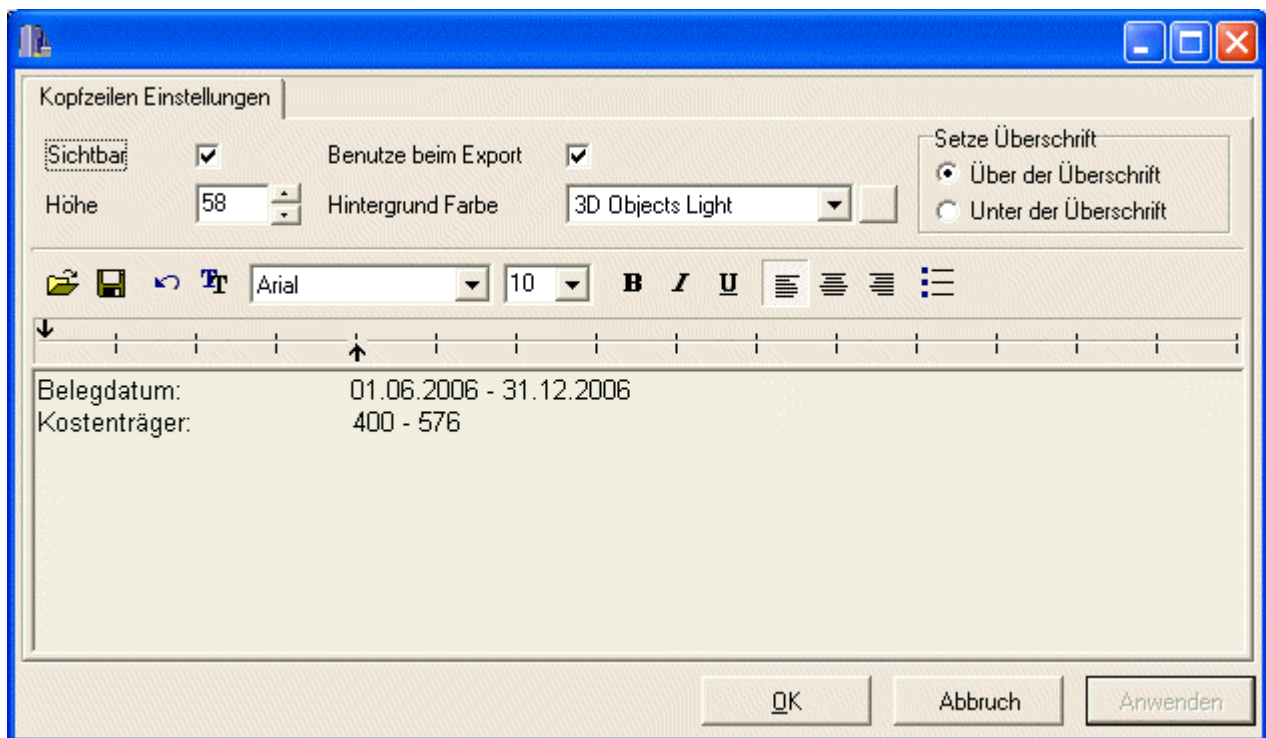 Kopfzeilen Einstellungen
Sichtbar Benutze beim Export Setze Überschrift
Über der Überschrift
Höhe 58 Hintergrund Farbe 3D Objects Light Unter der Überschrift
Arial 10 B I U
Belegdatum: 01.06.2006 - 31.12.2006
Kostenträger: 400 - 576
OK Abbruch Anwenden